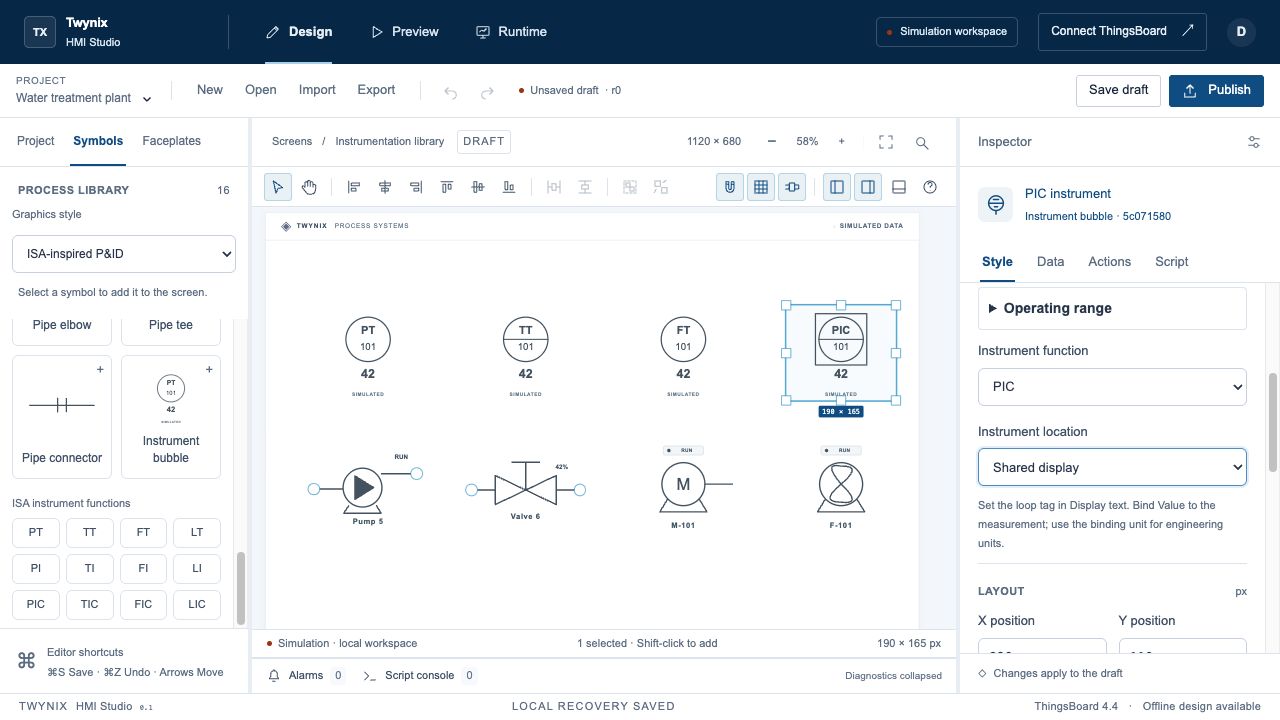 TX
Twynix
HMI Studio
Design
Preview
Runtime
Simulation workspace
Connect ThingsBoard
D
PROJECT
Water treatment plant
New
Open
Import
Export
Unsaved draft · r0
Save draft
Publish
Project
Symbols
Faceplates
PROCESS LIBRARY
16
Graphics style
ISA-inspired P&ID
Select a symbol to add it to the screen.
Pipe elbow
Pipe tee
+
Pipe connector
+
PT
101
42
SIMULATED
Instrument
bubble
ISA instrument functions
PT
TT
FT
LT
PI
TI
FI
LI
PIC
TIC
FIC
LIC
Editor shortcuts
⌘S Save · ⌘Z Undo · Arrows Move
Screens / Instrumentation library
DRAFT
1120 × 680
58%
+
TWYNIX PROCESS SYSTEMS
SIMULATED DATA
PT
101
42
SIMULATED
TT
101
42
SIMULATED
FT
101
42
SIMULATED
PIC
101
42
SIMULATED
190 × 165
RUN
Pump 5
42%
Valve 6
RUN
M
M-101
RUN
F-101
Simulation · local workspace
1 selected · Shift-click to add
190 × 165 px
Alarms 0
Script console 0
Diagnostics collapsed
Inspector
PIC instrument
Instrument bubble · 5c071580
Style
Data
Actions
Script
Operating range
Instrument function
PIC
Instrument location
Shared display
Set the loop tag in Display text. Bind Value to the
measurement; use the binding unit for engineering
units.
LAYOUT
px
X position
Y position
Changes apply to the draft
TWYNIX HMI Studio 0.1
LOCAL RECOVERY SAVED
ThingsBoard 4.4 · Offline design available